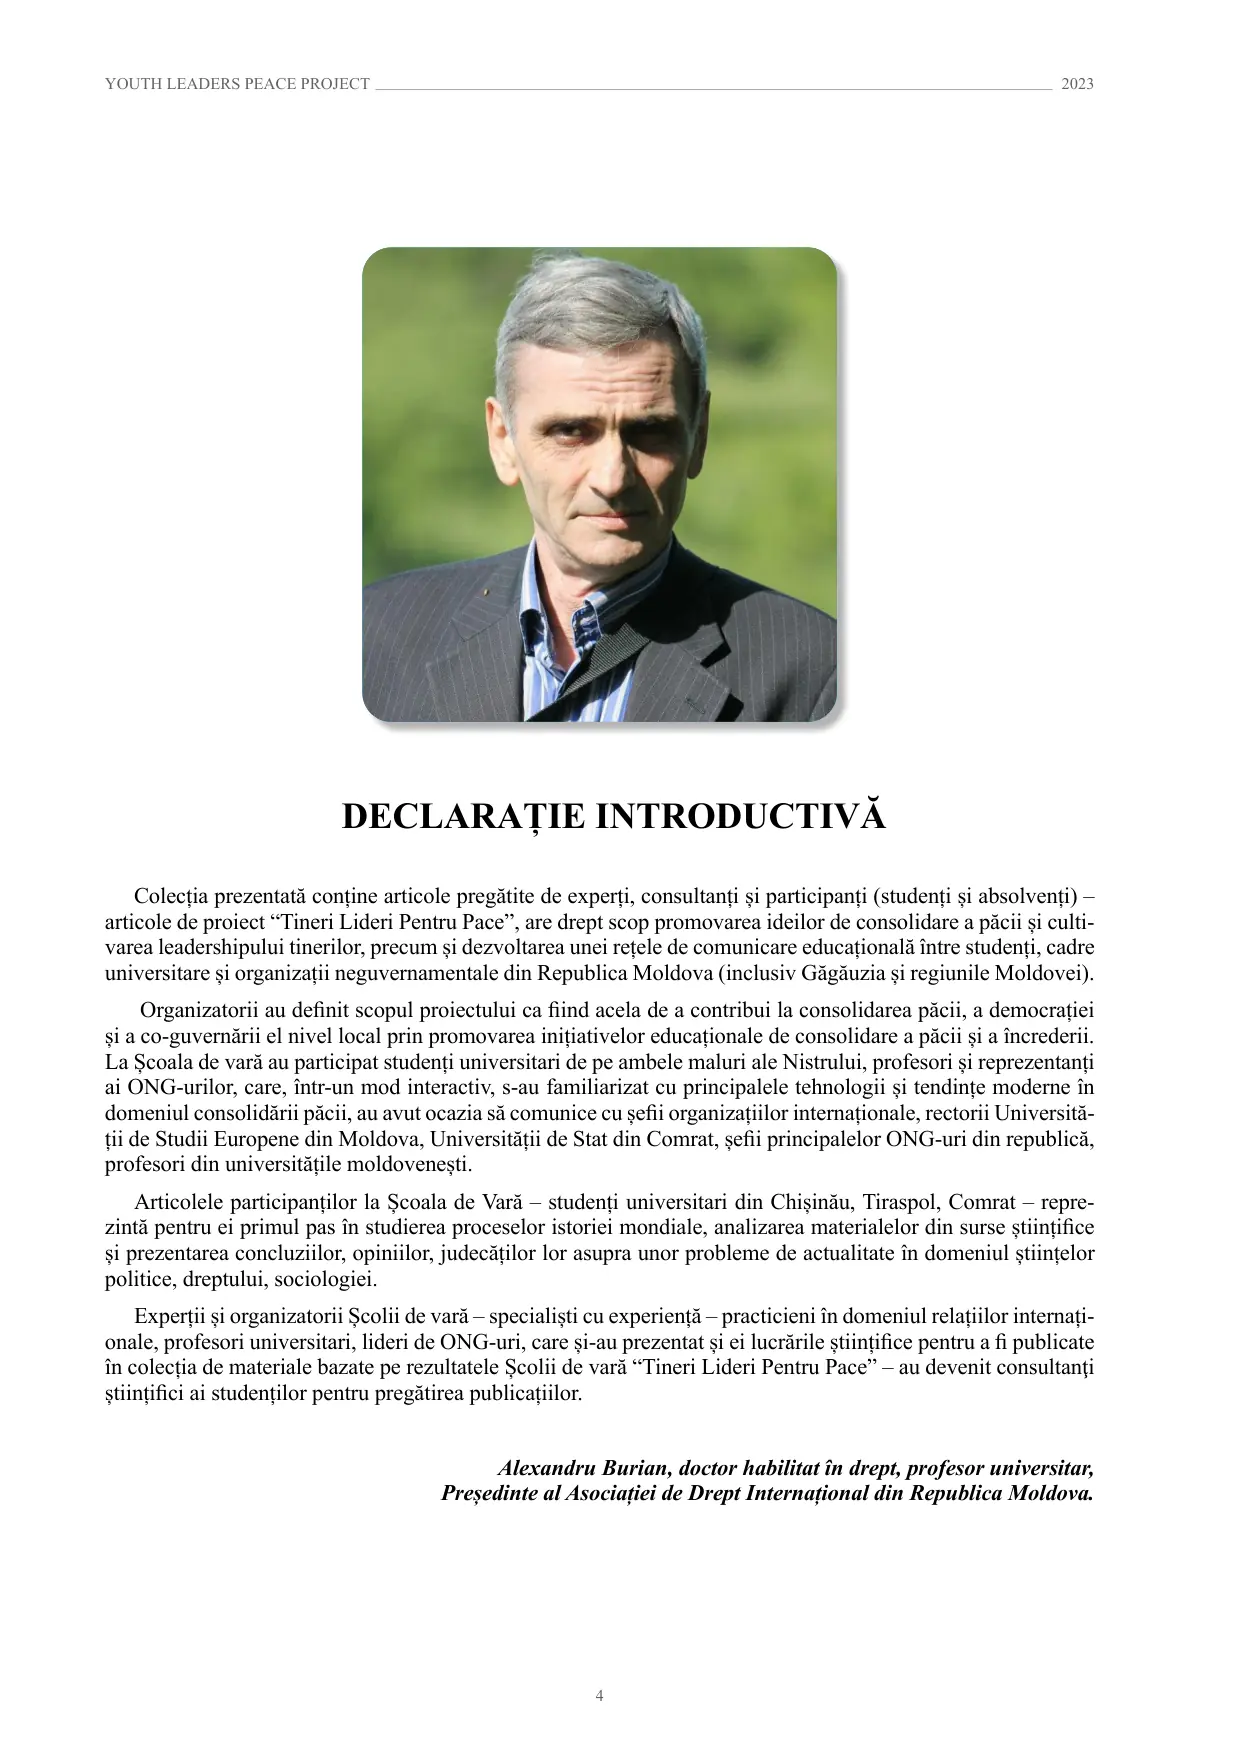 YOUTH LEADERS PEACE PROJECT 2023
DECLARAȚIE INTRODUCTIVĂ
Colecția prezentată conține articole pregătite de experți, consultanți și participanți (studenți și absolvenți) –
articole de proiect “Tineri Lideri Pentru Pace”, are drept scop promovarea ideilor de consolidare a păcii și culti-
varea leadershipului tinerilor, precum și dezvoltarea unei rețele de comunicare educațională între studenți, cadre
universitare și organizații neguvernamentale din Republica Moldova (inclusiv Găgăuzia și regiunile Moldovei).
Organizatorii au definit scopul proiectului ca fiind acela de a contribui la consolidarea păcii, a democrației
și a co-guvernării el nivel local prin promovarea inițiativelor educaționale de consolidare a păcii și a încrederii.
La Școala de vară au participat studenți universitari de pe ambele maluri ale Nistrului, profesori și reprezentanți
ai ONG-urilor, care, într-un mod interactiv, s-au familiarizat cu principalele tehnologii și tendințe moderne în
domeniul consolidării păcii, au avut ocazia să comunice cu șefii organizațiilor internaționale, rectorii Universită-
ții de Studii Europene din Moldova, Universității de Stat din Comrat, șefii principalelor ONG-uri din republică,
profesori din universitățile moldovenești.
Articolele participanților la Școala de Vară – studenți universitari din Chișinău, Tiraspol, Comrat – repre-
zintă pentru ei primul pas în studierea proceselor istoriei mondiale, analizarea materialelor din surse științifice
și prezentarea concluziilor, opiniilor, judecăților lor asupra unor probleme de actualitate în domeniul științelor
politice, dreptului, sociologiei.
Experții și organizatorii Școlii de vară – specialiști cu experiență – practicieni în domeniul relațiilor internați-
onale, profesori universitari, lideri de ONG-uri, care și-au prezentat și ei lucrările științifice pentru a fi publicate
în colecția de materiale bazate pe rezultatele Școlii de vară “Tineri Lideri Pentru Pace” – au devenit consultanţi
științifici ai studenților pentru pregătirea publicațiilor.
Alexandru Burian, doctor habilitat în drept, profesor universitar,
Președinte al Asociației de Drept Internațional din Republica Moldova.
4